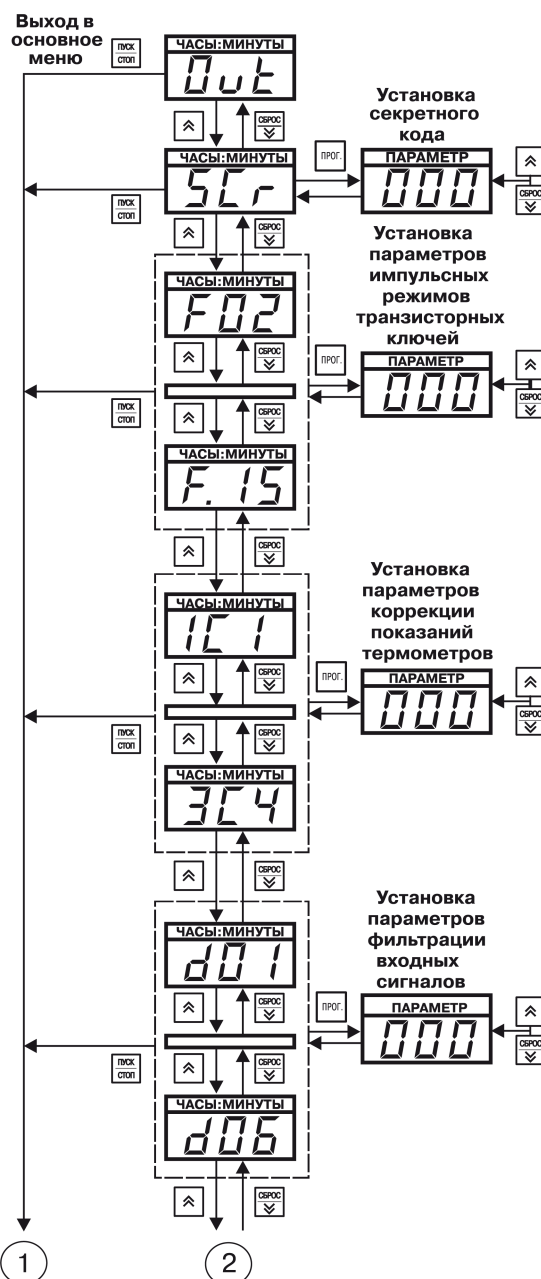 Выход в
основное
меню
ПУСК
СТОП
ЧАСЫ:МИНУТЫ
Out
СБРОС
Установка
секретного
кода
ЧАСЫ:МИНУТЫ
SCr
ПРОГ.
ПАРАМЕТР
000
СБРОС
ПУСК
СТОП
СБРОС
Установка
параметров
импульсных
режимов
транзисторных
ключей
ЧАСЫ:МИНУТЫ
F02
СБРОС
ПРОГ.
ПАРАМЕТР
000
СБРОС
ПУСК
СТОП
СБРОС
ЧАСЫ:МИНУТЫ
F.15
СБРОС
Установка
параметров
коррекции
показаний
термометров
ЧАСЫ:МИНУТЫ
1C1
СБРОС
ПРОГ.
ПАРАМЕТР
000
СБРОС
ПУСК
СТОП
СБРОС
ЧАСЫ:МИНУТЫ
3C4
СБРОС
Установка
параметров
фильтрации
входных
сигналов
ЧАСЫ:МИНУТЫ
d01
СБРОС
ПРОГ.
ПАРАМЕТР
000
СБРОС
ПУСК
СТОП
СБРОС
ЧАСЫ:МИНУТЫ
d06
СБРОС
1
2